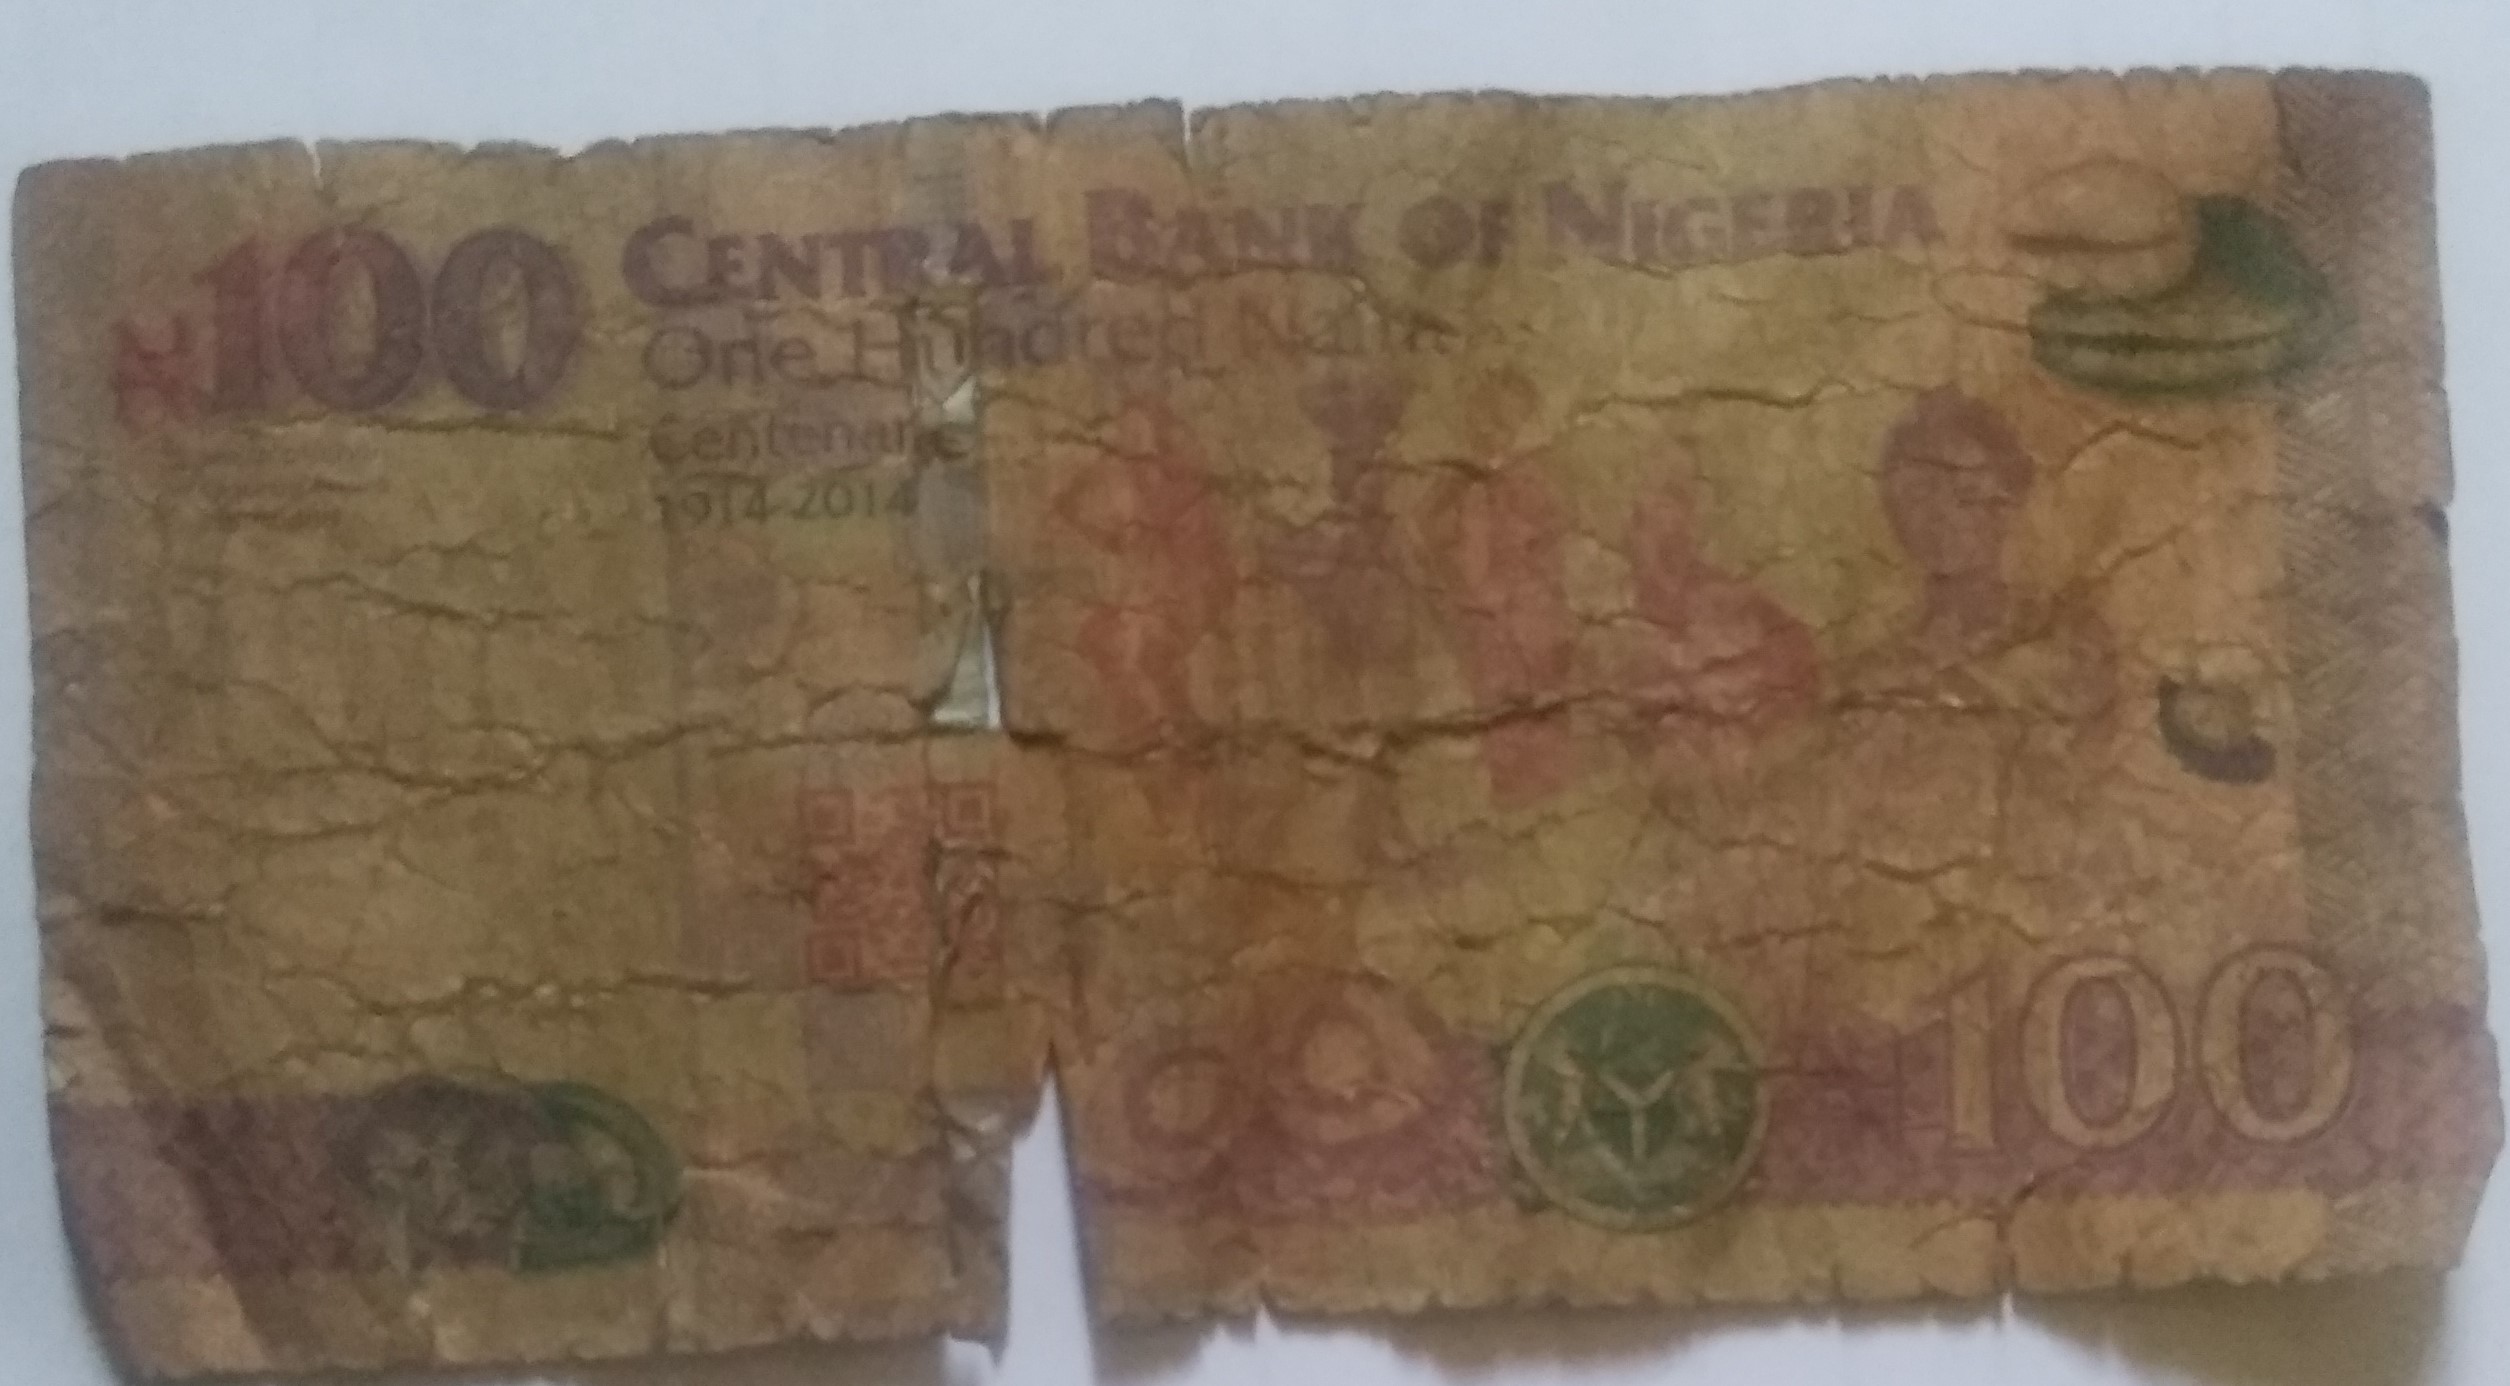 ₦100
CENTRAL BANK OF NIGERIA
One Hundred Naira
Centenary
1914-2014
100